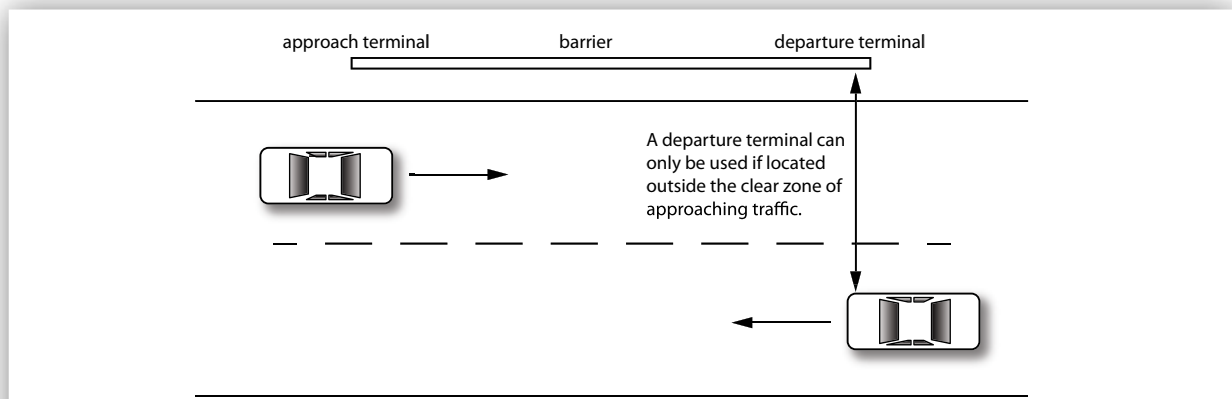 approach terminal barrier departure terminal
A departure terminal can
only be used if located
outside the clear zone of
approaching traffic.